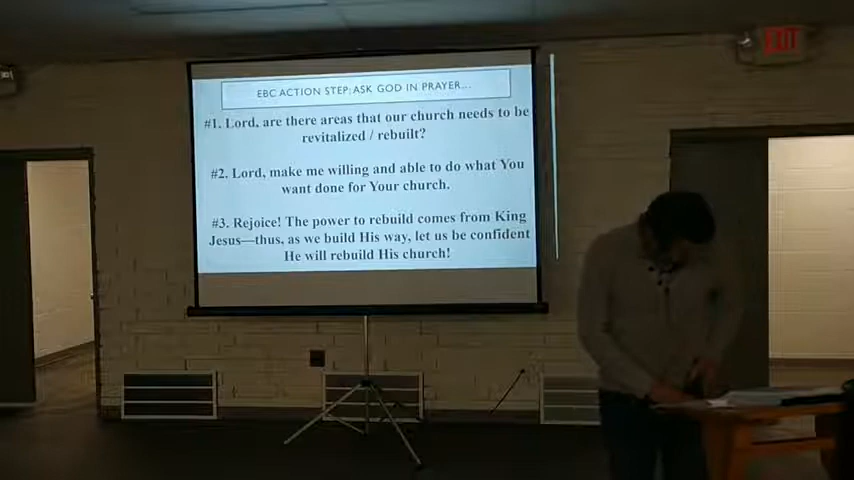 EBC ACTION STEP: ASK GOD IN PRAYER...
#1. Lord, are there areas that our church needs to be
revitalized / rebuilt?
#2. Lord, make me willing and able to do what You
want done for Your church.
#3. Rejoice! The power to rebuild comes from King
Jesus—thus, as we build His way, let us be confident
He will rebuild His church!
EXIT